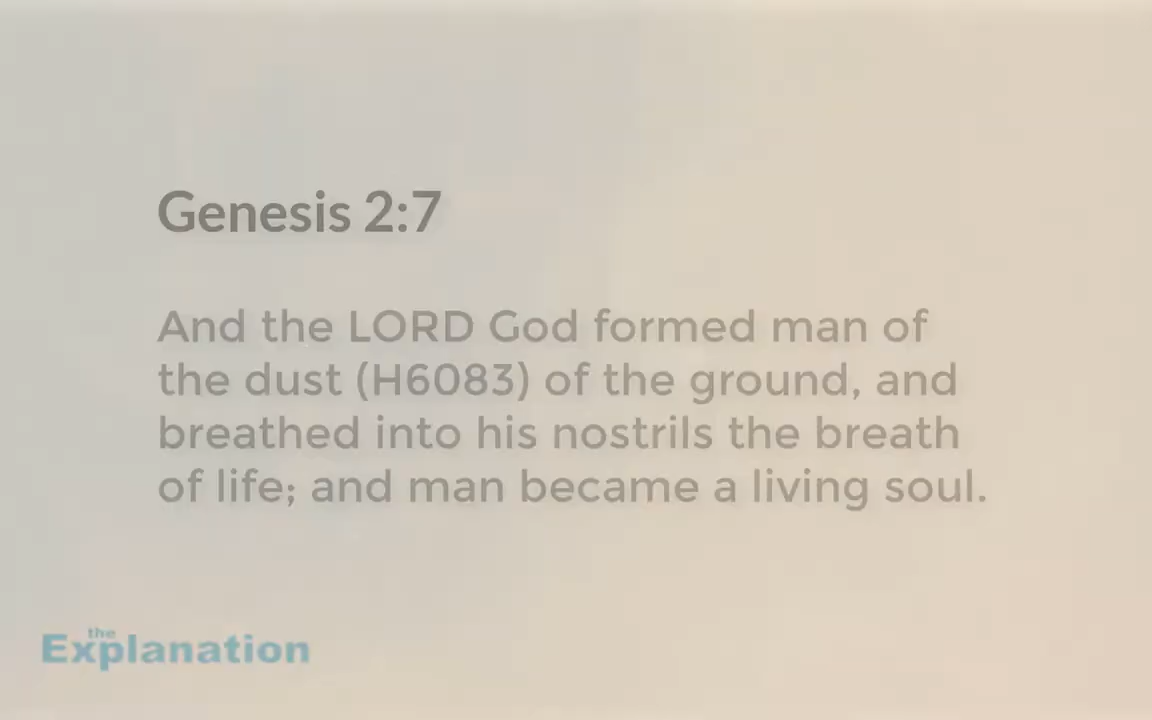 Genesis 2:7
And the LORD God formed man of
the dust (H6083) of the ground, and
breathed into his nostrils the breath
of life; and man became a living soul.
the
Explanation